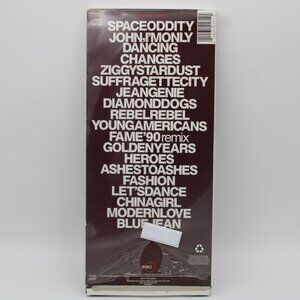 SPACEODDITY
JOHN,I'MONLY
DANCING
CHANGES
ZIGGYSTARDUST
SUFFRAGETTECITY
JEANGENIE
DIAMONDDOGS
REBELREBEL
YOUNGAMERICANS
FAME'90remix
GOLDENYEARS
HEROES
ASHESTOASHES
FASHION
LET'SDANCE
CHINAGIRL
MODERNLOVE
BLUEJEAN
RYKO